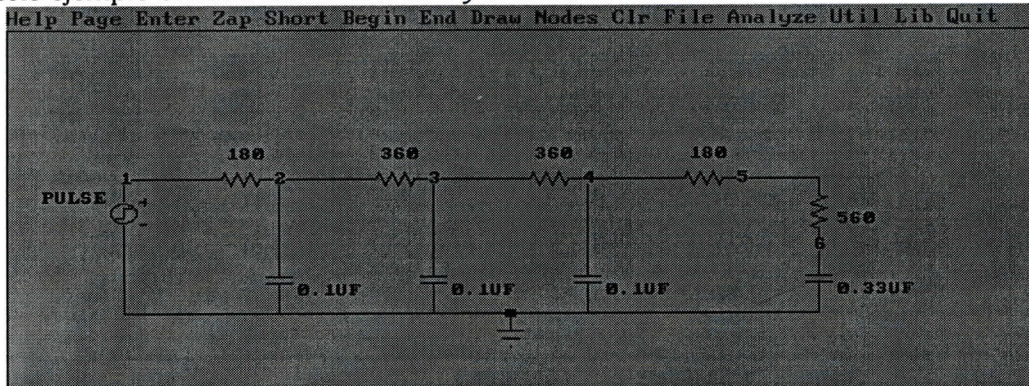 Help Page Enter Zap Short Begin End Draw Nodes Clr File Analyze Util Lib Quit
180 360 360 180
1 2 3 4 5
PULSE + 560
-
6
0.1UF 0.1UF 0.1UF 0.33UF